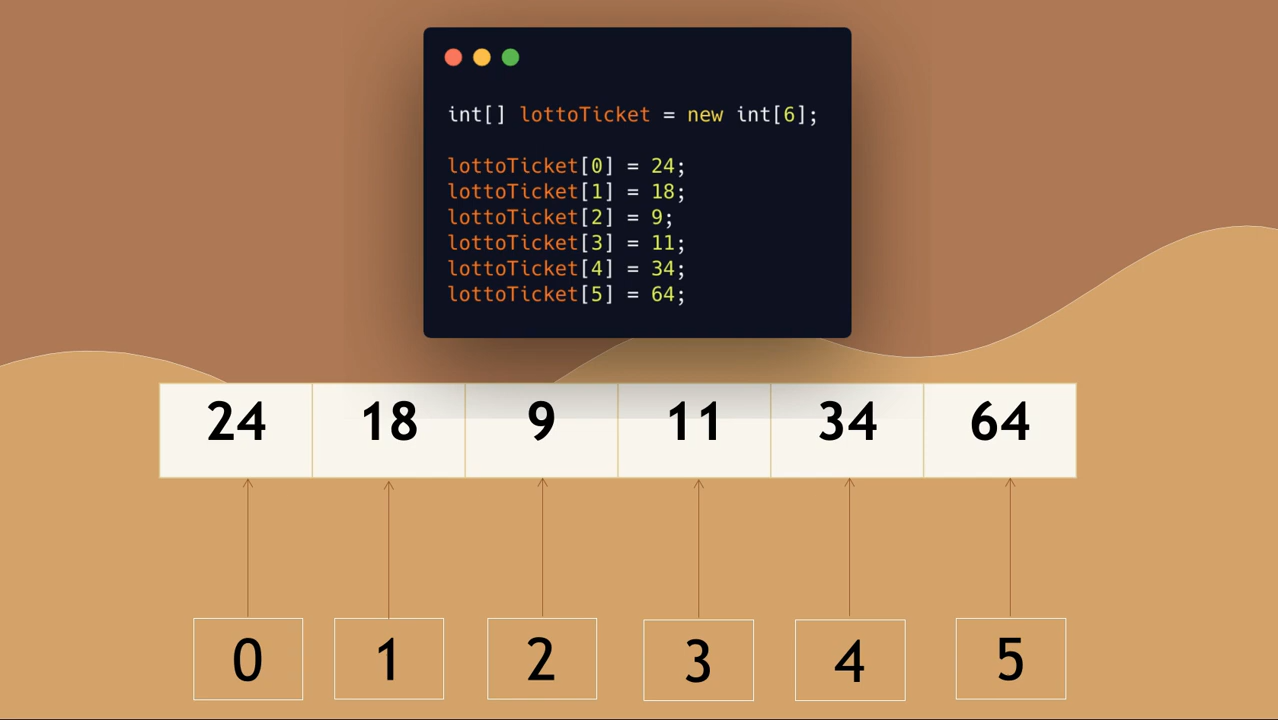 int[] lottoTicket = new int[6];
lottoTicket[0] = 24;
lottoTicket[1] = 18;
lottoTicket[2] = 9;
lottoTicket[3] = 11;
lottoTicket[4] = 34;
lottoTicket[5] = 64;
24 18 9 11 34 64
0 1 2 3 4 5